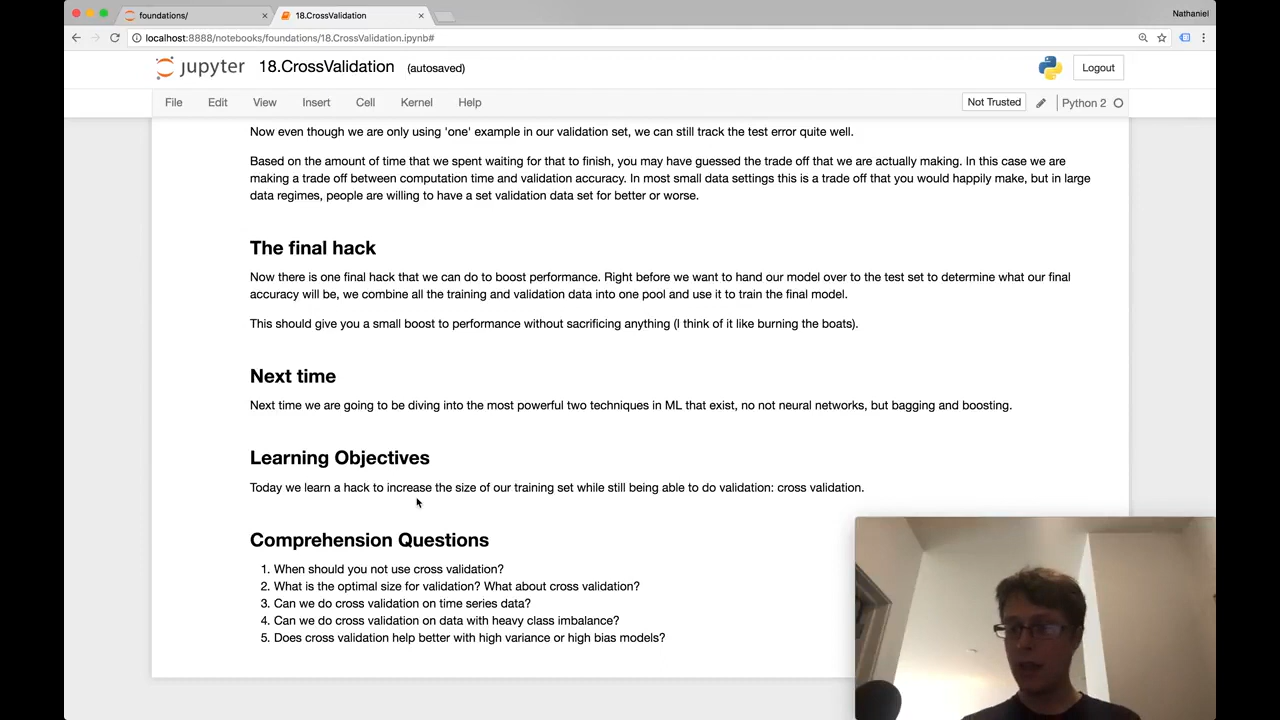 foundations/
18.CrossValidation
Nathaniel
localhost:8888/notebooks/foundations/18.CrossValidation.ipynb#
jupyter 18.CrossValidation (autosaved)
Logout
File Edit View Insert Cell Kernel Help
Not Trusted
Python 2
Now even though we are only using 'one' example in our validation set, we can still track the test error quite well.
Based on the amount of time that we spent waiting for that to finish, you may have guessed the trade off that we are actually making. In this case we are
making a trade off between computation time and validation accuracy. In most small data settings this is a trade off that you would happily make, but in large
data regimes, people are willing to have a set validation data set for better or worse.
The final hack
Now there is one final hack that we can do to boost performance. Right before we want to hand our model over to the test set to determine what our final
accuracy will be, we combine all the training and validation data into one pool and use it to train the final model.
This should give you a small boost to performance without sacrificing anything (I think of it like burning the boats).
Next time
Next time we are going to be diving into the most powerful two techniques in ML that exist, no not neural networks, but bagging and boosting.
Learning Objectives
Today we learn a hack to increase the size of our training set while still being able to do validation: cross validation.
Comprehension Questions
1. When should you not use cross validation?
2. What is the optimal size for validation? What about cross validation?
3. Can we do cross validation on time series data?
4. Can we do cross validation on data with heavy class imbalance?
5. Does cross validation help better with high variance or high bias models?